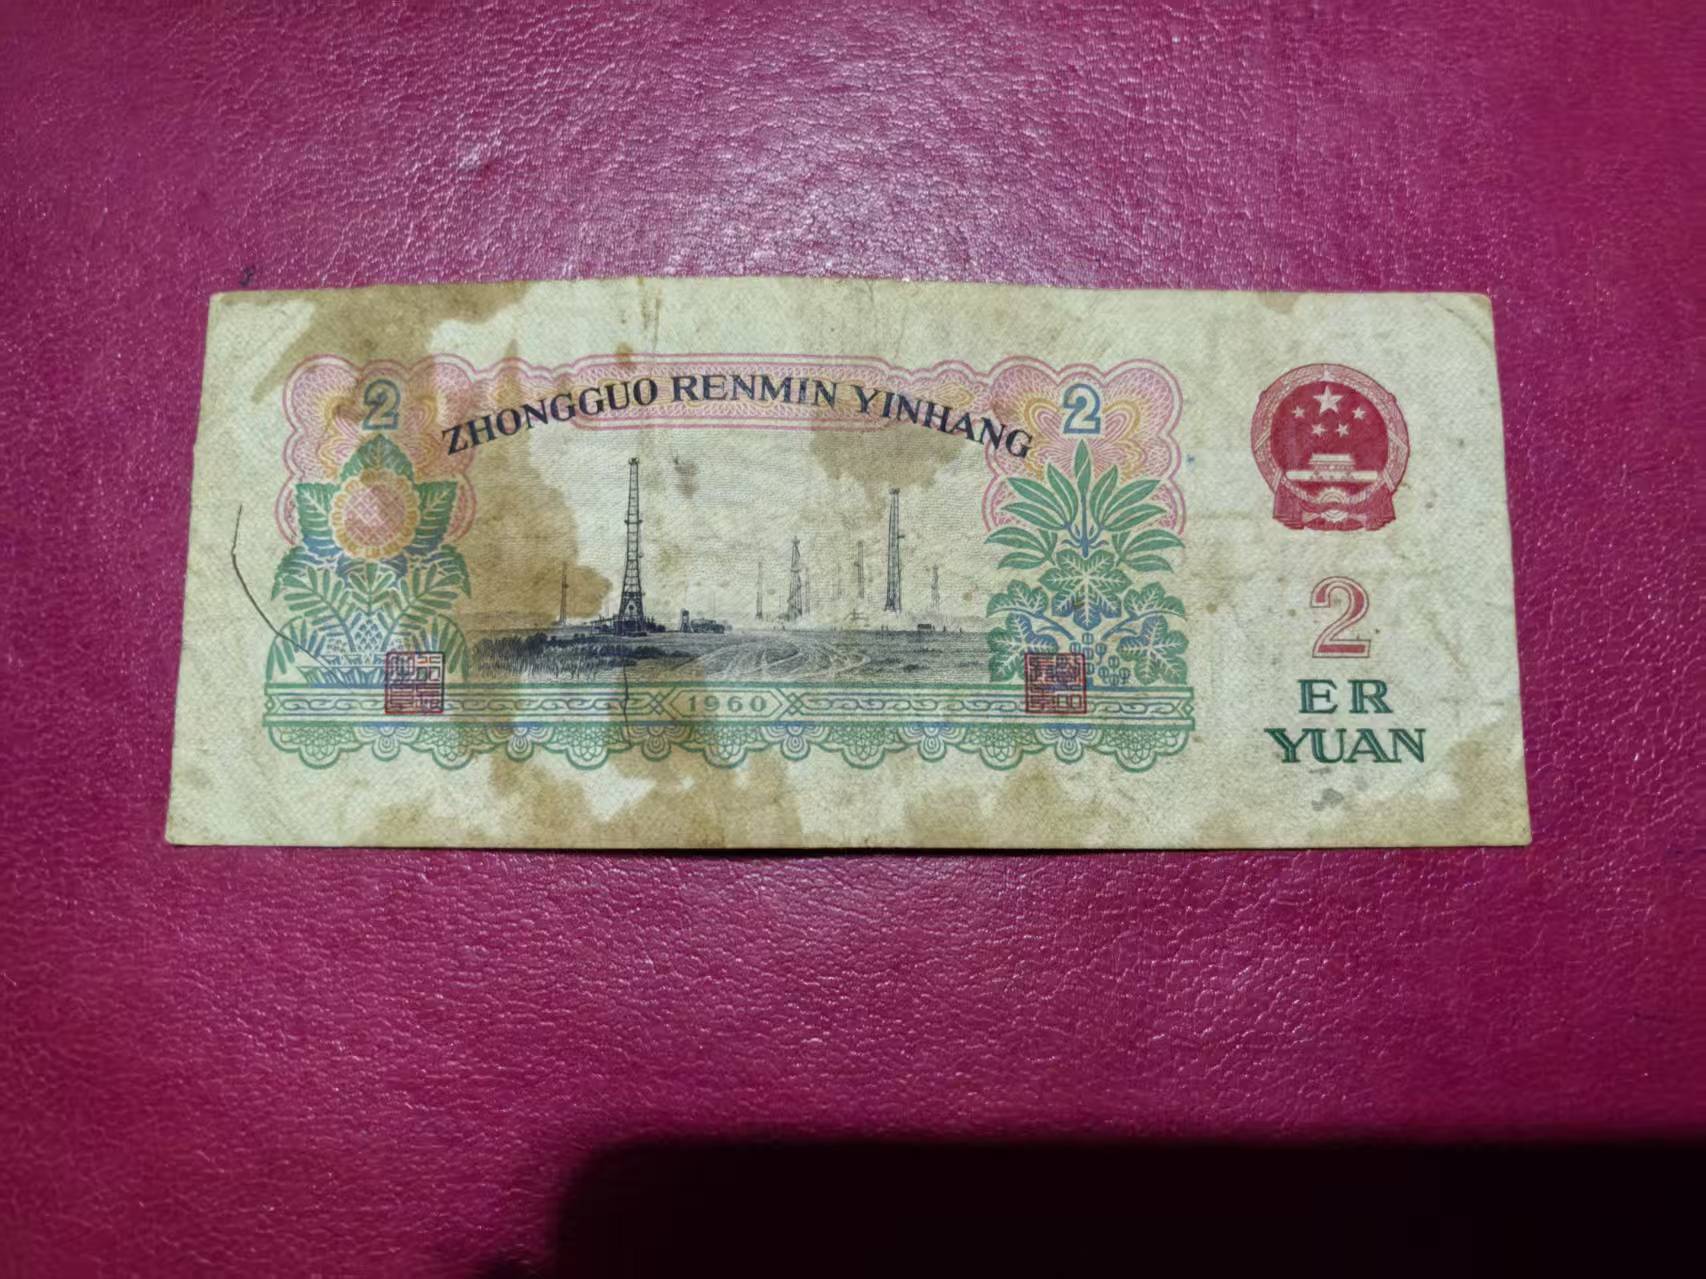 2
ZHONGGUO RENMIN YINHANG
2
1960
2
ER
YUAN